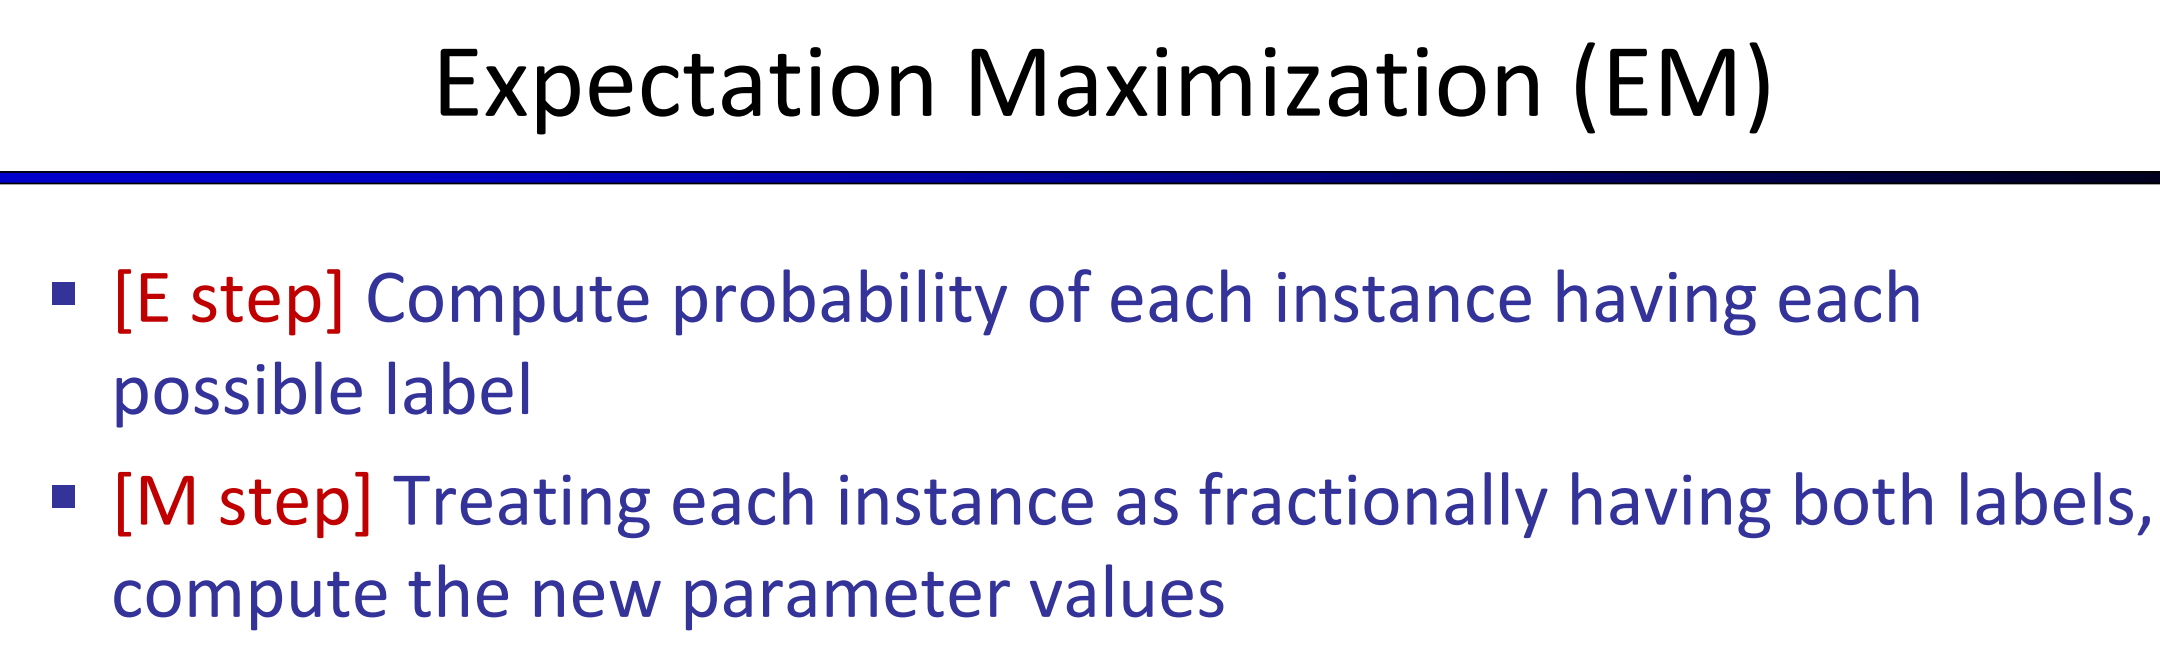 Expectation Maximization (EM)
[E step] Compute probability of each instance having each
possible label
[M step] Treating each instance as fractionally having both labels,
compute the new parameter values